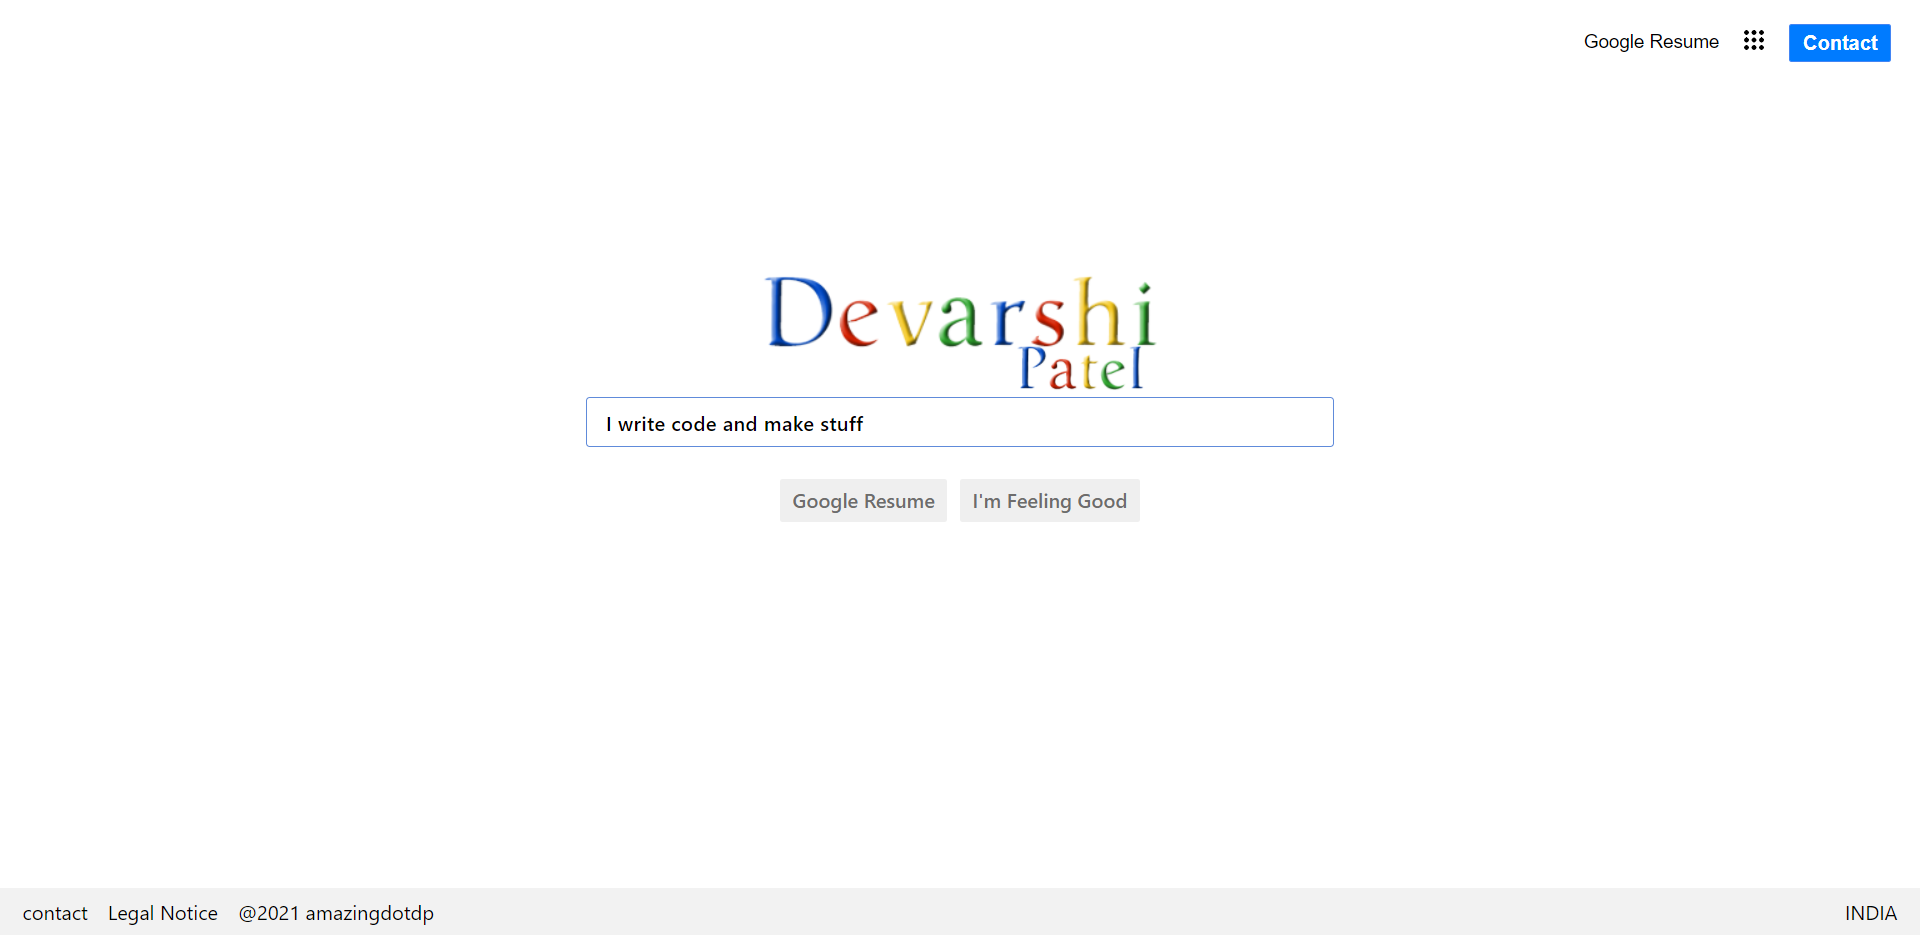 Google Resume Contact
Devarshi
Patel
I write code and make stuff
Google Resume I'm Feeling Good
contact Legal Notice @2021 amazingdotdp INDIA